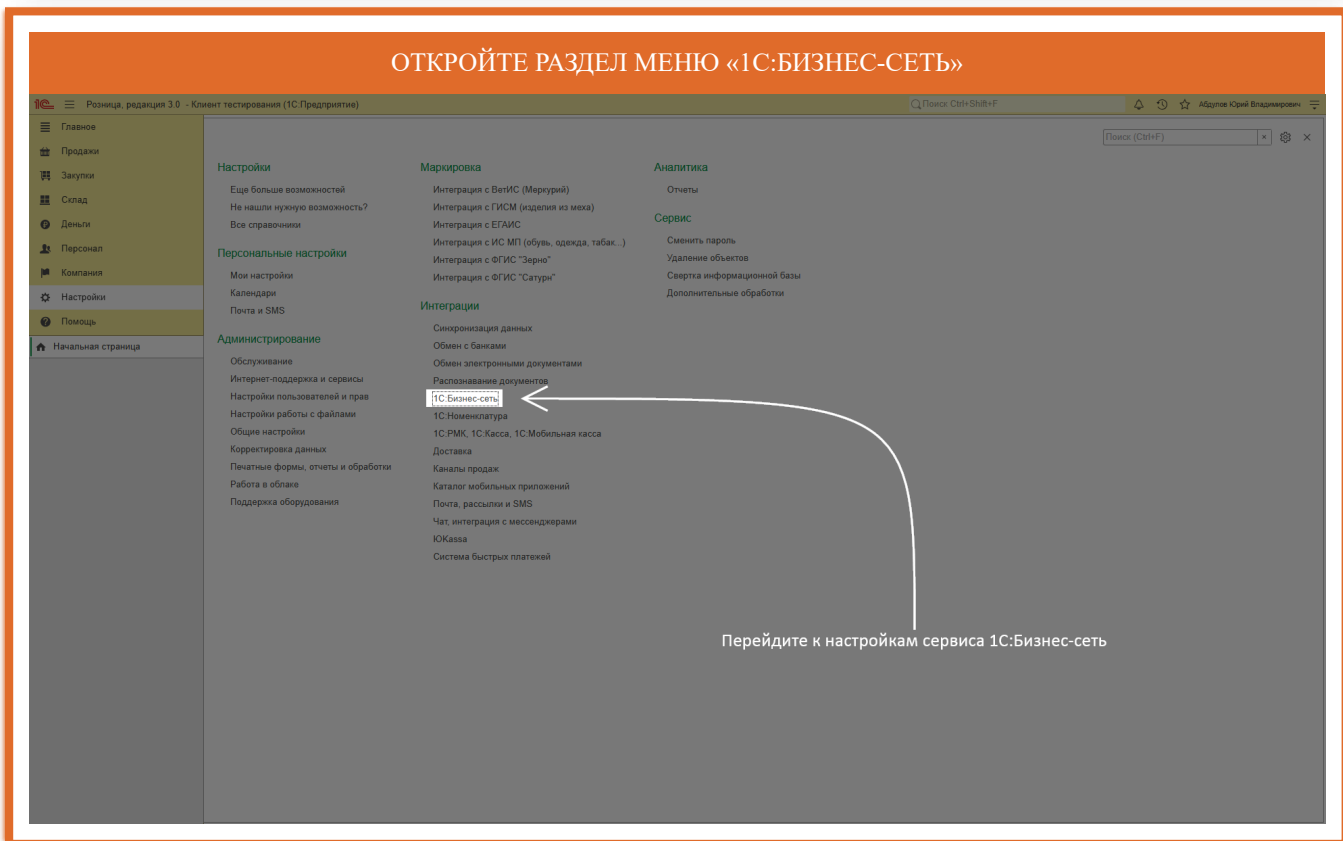 ОТКРОЙТЕ РАЗДЕЛ МЕНЮ «1С:БИЗНЕС-СЕТЬ»
1С Розница, редакция 3.0 - Клиент тестирования (1С:Предприятие)
Поиск Ctrl+Shift+F
Абдулов Юрий Владимирович
Главное
Продажи
Закупки
Склад
Деньги
Персонал
Компания
Настройки
Помощь
Начальная страница
Поиск (Ctrl+F)
Настройки
Еще больше возможностей
Не нашли нужную возможность?
Все справочники
Персональные настройки
Мои настройки
Календари
Почта и SMS
Администрирование
Обслуживание
Интернет-поддержка и сервисы
Настройки пользователей и прав
Настройки работы с файлами
Общие настройки
Корректировка данных
Печатные формы, отчеты и обработки
Работа в облаке
Поддержка оборудования
Маркировка
Интеграция с ВетИС (Меркурий)
Интеграция с ГИСМ (изделия из меха)
Интеграция с ЕГАИС
Интеграция с ИС МП (обувь, одежда, табак...)
Интеграция с ФГИС "Зерно"
Интеграция с ФГИС "Сатурн"
Интеграции
Синхронизация данных
Обмен с банками
Обмен электронными документами
Распознавание документов
1С:Бизнес-сеть
1С:Номенклатура
1С:РМК, 1С:Касса, 1С:Мобильная касса
Доставка
Каналы продаж
Каталог мобильных приложений
Почта, рассылки и SMS
Чат, интеграция с мессенджерами
ЮKassa
Система быстрых платежей
Аналитика
Отчеты
Сервис
Сменить пароль
Удаление объектов
Свертка информационной базы
Дополнительные обработки
Перейдите к настройкам сервиса 1С:Бизнес-сеть